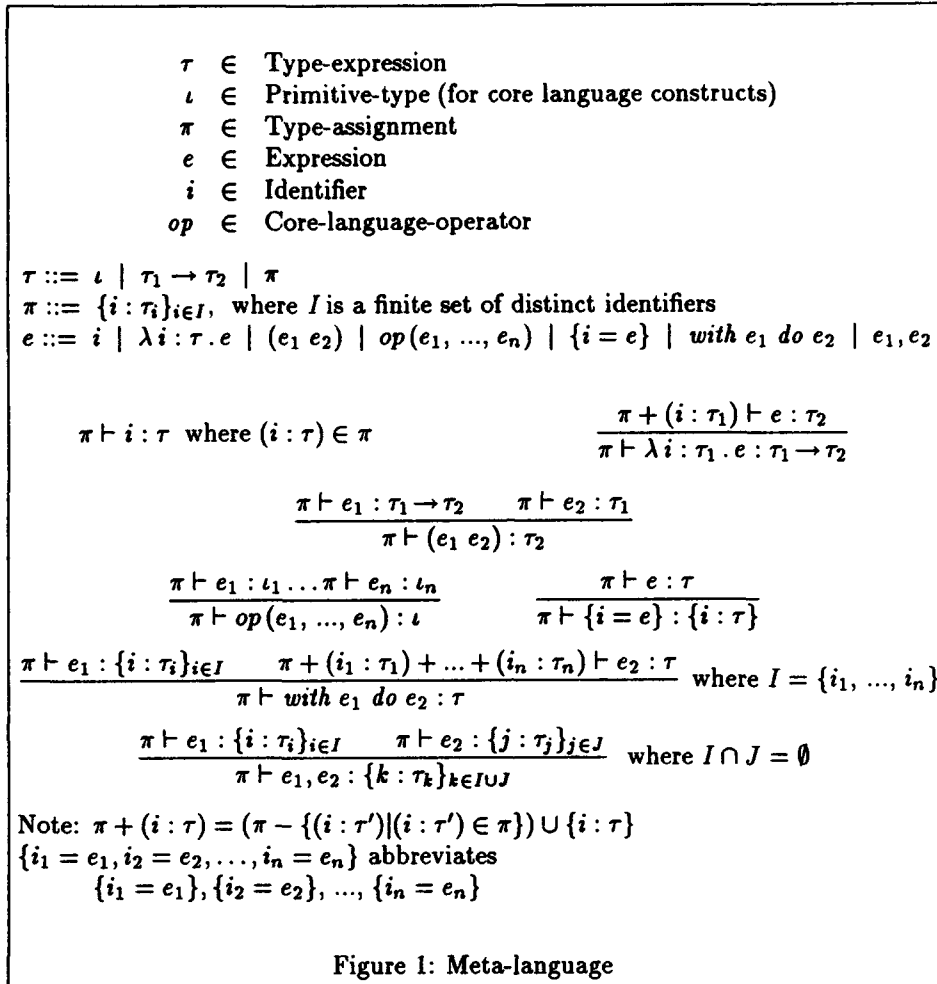 τ ∈ Type-expression
ι ∈ Primitive-type (for core language constructs)
π ∈ Type-assignment
e ∈ Expression
i ∈ Identifier
op ∈ Core-language-operator
τ ::= ι | τ₁ → τ₂ | π
π ::= {i : τᵢ}ᵢ∈I, where I is a finite set of distinct identifiers
e ::= i | λ i : τ . e | (e₁ e₂) | op(e₁, ..., eₙ) | {i = e} | with e₁ do e₂ | e₁, e₂
π ⊢ i : τ where (i : τ) ∈ π
π + (i : τ₁) ⊢ e : τ₂
π ⊢ λ i : τ₁ . e : τ₁ → τ₂
π ⊢ e₁ : τ₁ → τ₂ π ⊢ e₂ : τ₁
π ⊢ (e₁ e₂) : τ₂
π ⊢ e₁ : ι₁ ... π ⊢ eₙ : ιₙ
π ⊢ op(e₁, ..., eₙ) : ι
π ⊢ e : τ
π ⊢ {i = e} : {i : τ}
π ⊢ e₁ : {i : τᵢ}ᵢ∈I π + (i₁ : τ₁) + ... + (iₙ : τₙ) ⊢ e₂ : τ
π ⊢ with e₁ do e₂ : τ
where I = {i₁, ..., iₙ}
π ⊢ e₁ : {i : τᵢ}ᵢ∈I π ⊢ e₂ : {j : τⱼ}ⱼ∈J
π ⊢ e₁, e₂ : {k : τₖ}ₖ∈I∪J
where I ∩ J = ∅
Note: π + (i : τ) = (π − {(i : τ′)|(i : τ′) ∈ π}) ∪ {i : τ}
{i₁ = e₁, i₂ = e₂, ..., iₙ = eₙ} abbreviates
{i₁ = e₁}, {i₂ = e₂}, ..., {iₙ = eₙ}
Figure 1: Meta-language